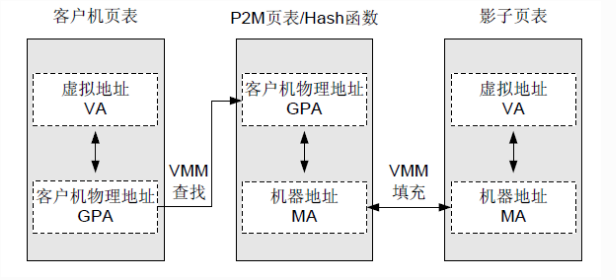 客户机页表
P2M页表/Hash函数
影子页表
虚拟地址
VA
客户机物理地址
GPA
VMM
查找
客户机物理地址
GPA
机器地址
MA
VMM
填充
虚拟地址
VA
机器地址
MA